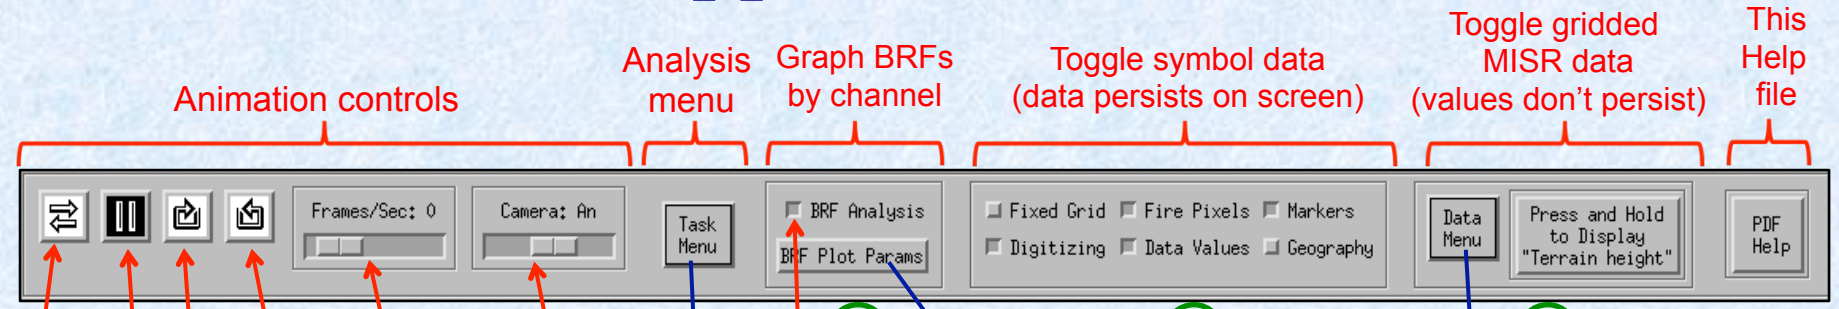 Animation controls
Analysis
menu
Graph BRFs
by channel
Toggle symbol data
(data persists on screen)
Toggle gridded
MISR data
(values don’t persist)
This
Help
file
Frames/Sec: 0
Camera: An
Task
Menu
BRF Analysis
BRF Plot Params
Fixed Grid Fire Pixels Markers
Digitizing Data Values Geography
Data
Menu
Press and Hold
to Display
"Terrain height"
PDF
Help